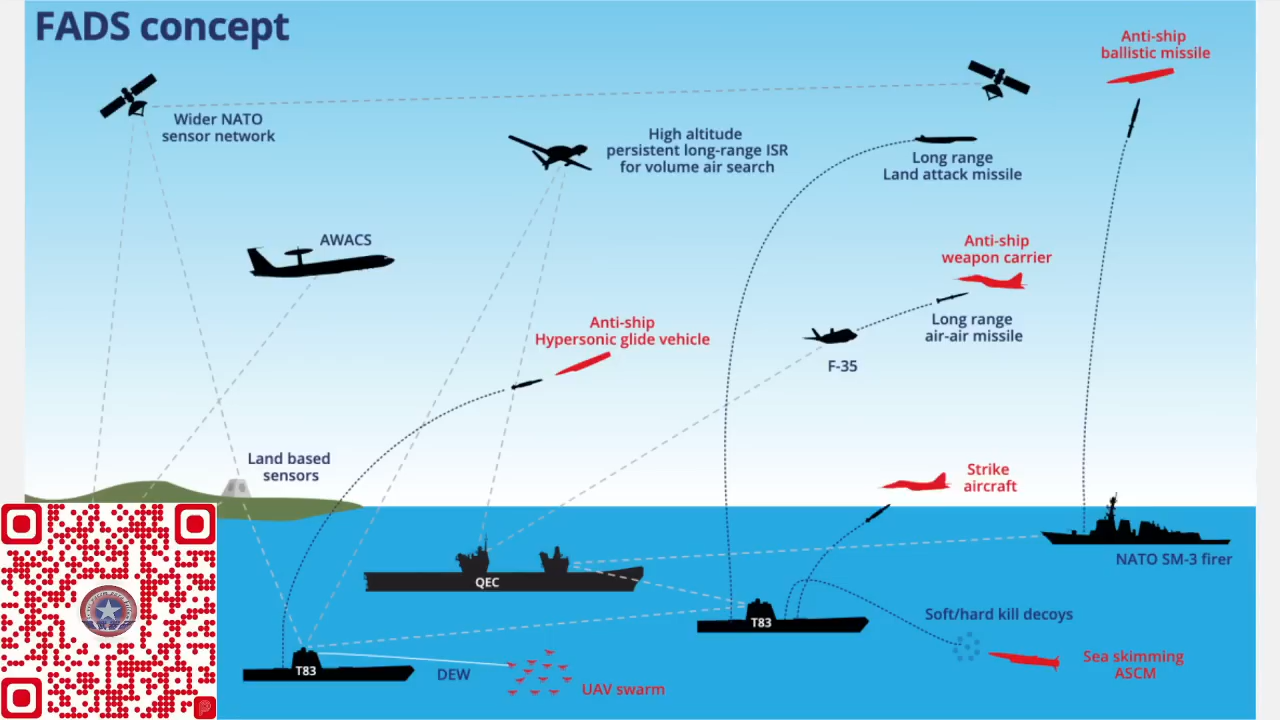 FADS concept
Anti-ship
ballistic missile
Wider NATO
sensor network
High altitude
persistent long-range ISR
for volume air search
Long range
Land attack missile
AWACS
Anti-ship
weapon carrier
Long range
air-air missile
Anti-ship
Hypersonic glide vehicle
F-35
Land based
sensors
Strike
aircraft
NATO SM-3 firer
QEC
T83
Soft/hard kill decoys
T83
DEW
UAV swarm
Sea skimming
ASCM